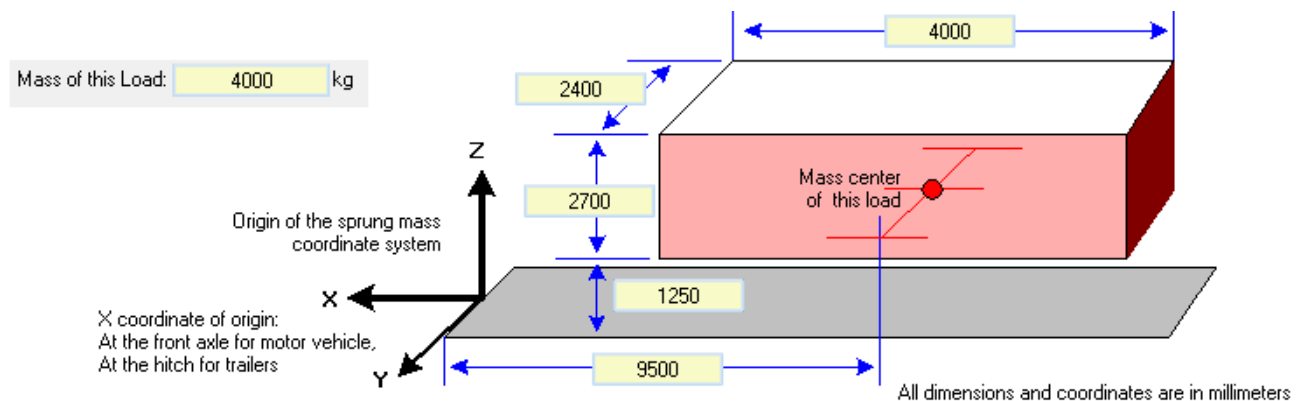 4000
Mass of this Load: 4000 kg
2400
Z
Mass center
of this load
2700
Origin of the sprung mass
coordinate system
X
1250
X coordinate of origin:
At the front axle for motor vehicle,
At the hitch for trailers
Y
9500
All dimensions and coordinates are in millimeters